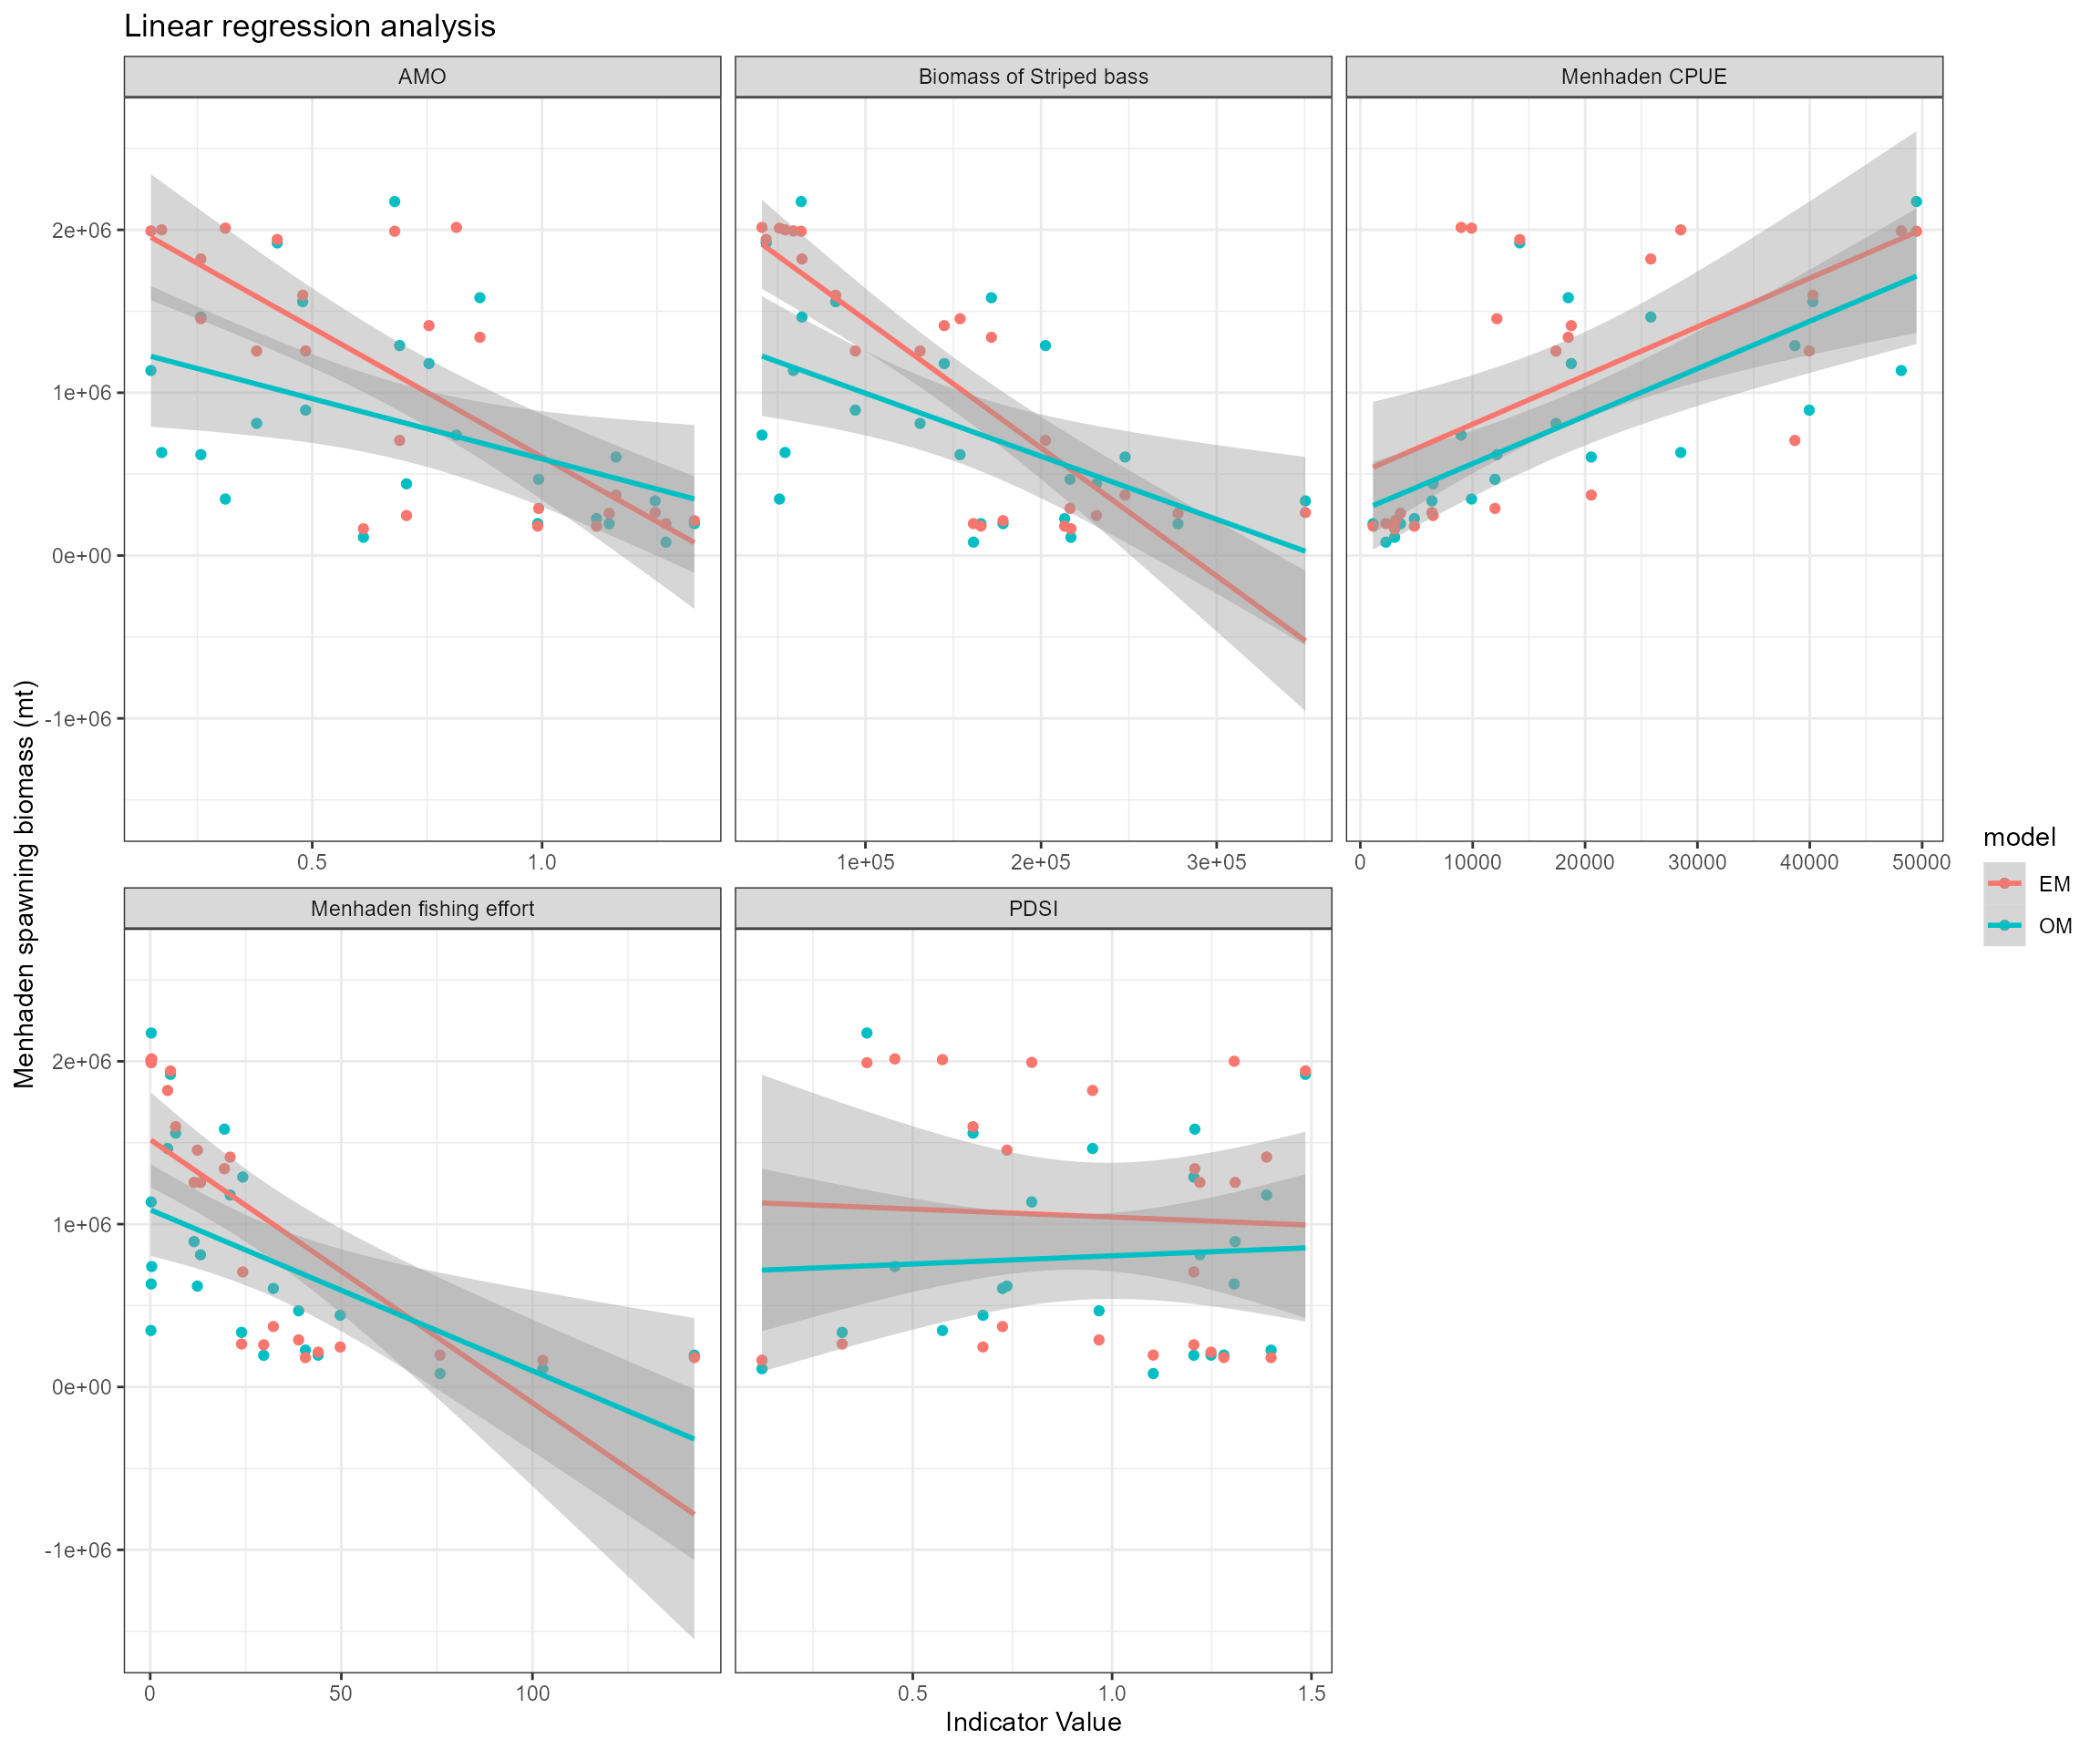 Linear regression analysis
AMO
Biomass of Striped bass
Menhaden CPUE
2e+06
1e+06
0e+00
-1e+06
0.5 1.0
1e+05 2e+05 3e+05
0 10000 20000 30000 40000 50000
Menhaden spawning biomass (mt)
model
EM
OM
Menhaden fishing effort
PDSI
2e+06
1e+06
0e+00
-1e+06
0 50 100
0.5 1.0 1.5
Indicator Value